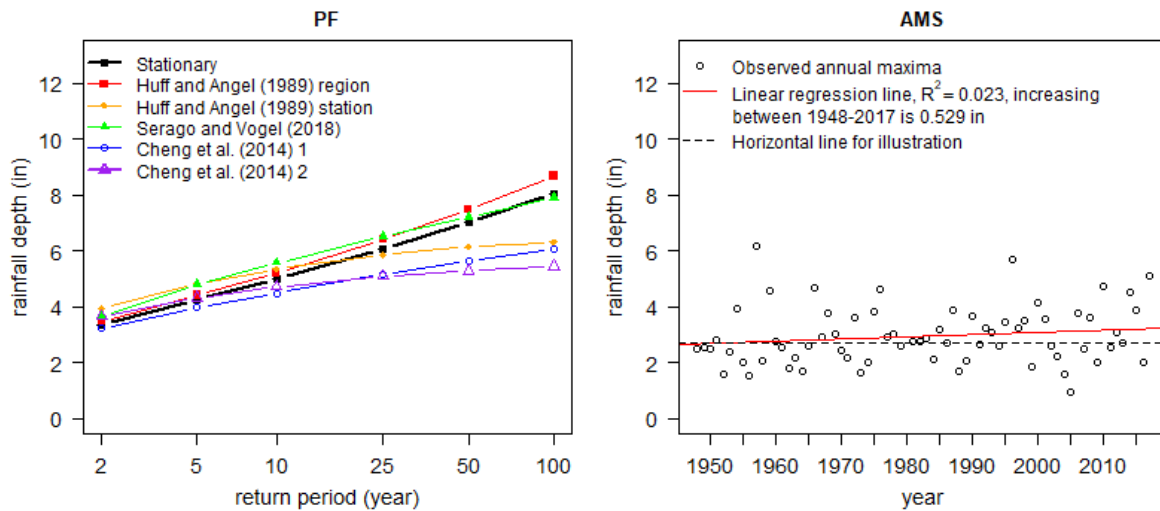 PF
rainfall depth (in)
0 2 4 6 8 10 12
Stationary
Huff and Angel (1989) region
Huff and Angel (1989) station
Serago and Vogel (2018)
Cheng et al. (2014) 1
Cheng et al. (2014) 2
2 5 10 25 50 100
return period (year)
AMS
rainfall depth (in)
0 2 4 6 8 10 12
Observed annual maxima
Linear regression line, R² = 0.023, increasing
between 1948-2017 is 0.529 in
Horizontal line for illustration
1950 1960 1970 1980 1990 2000 2010
year